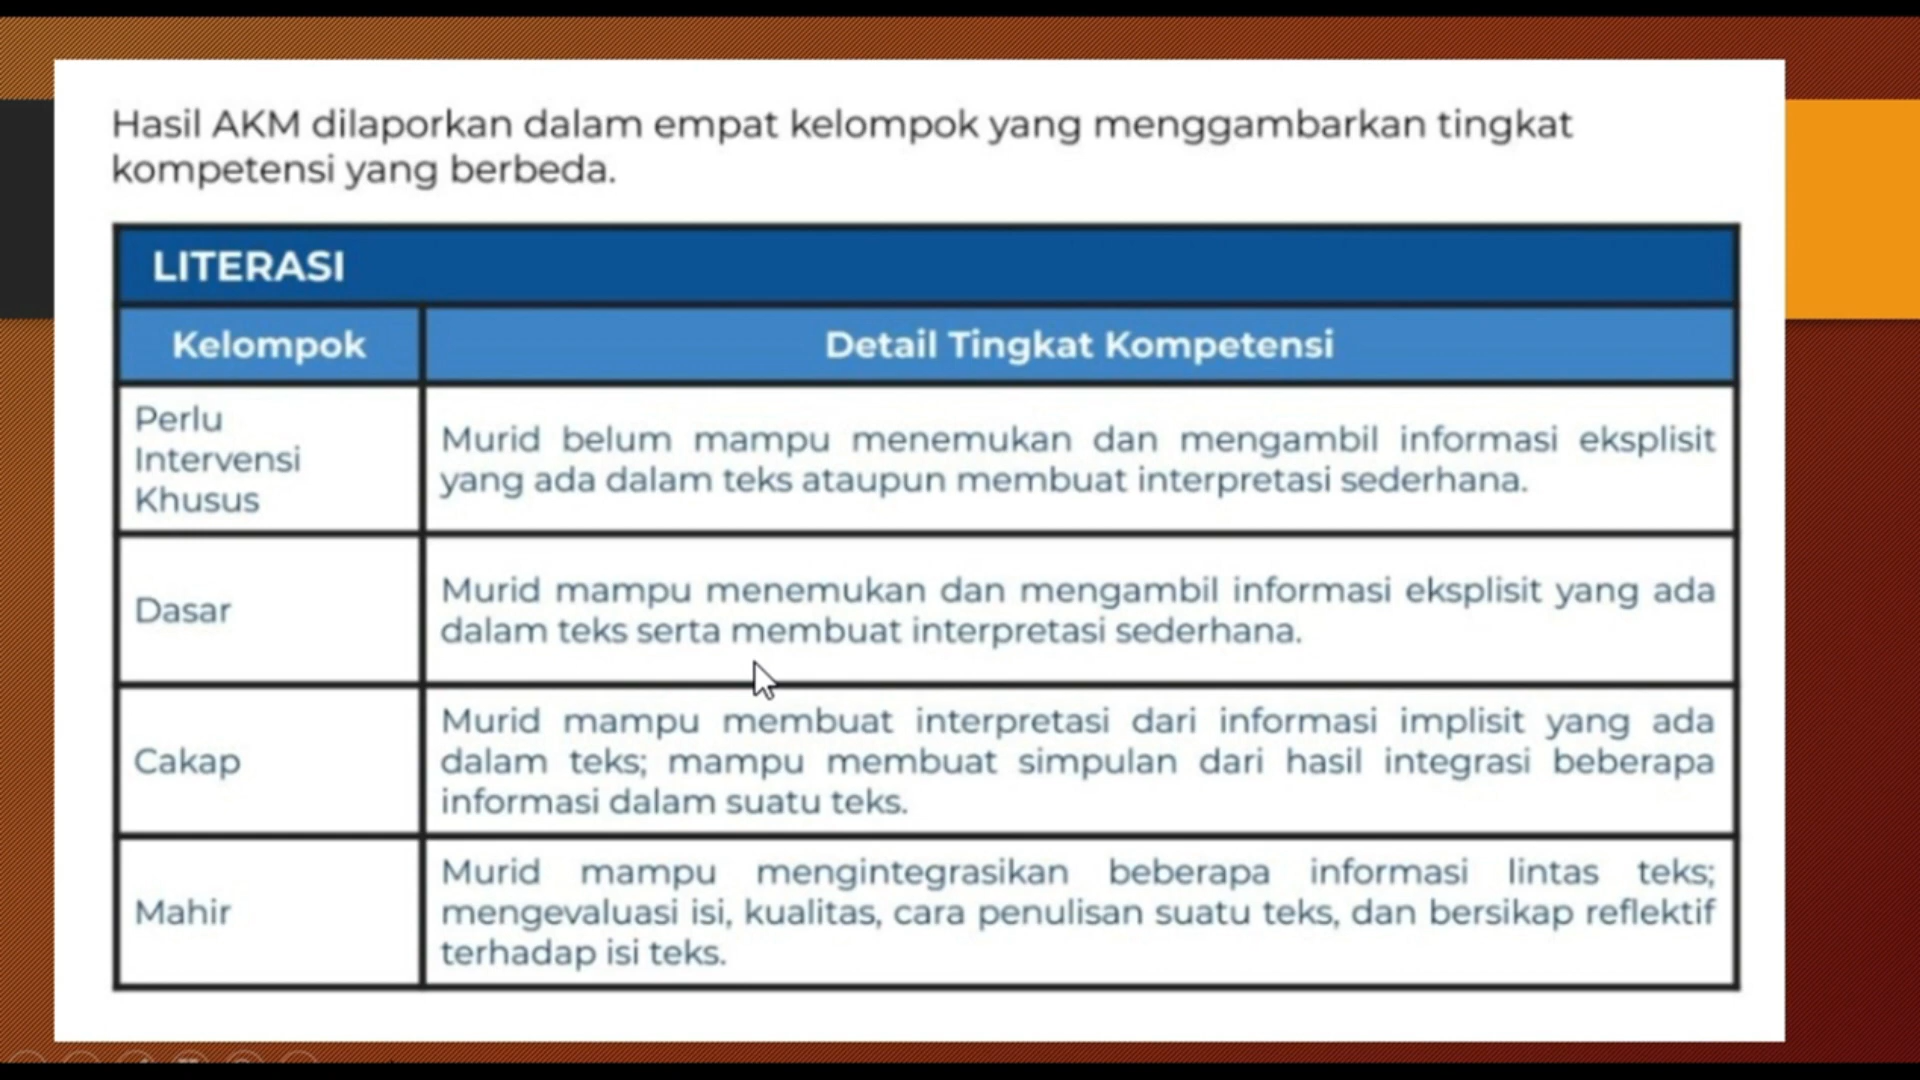 Hasil AKM dilaporkan dalam empat kelompok yang menggambarkan tingkat
kompetensi yang berbeda.
LITERASI
Kelompok
Detail Tingkat Kompetensi
Perlu
Intervensi
Khusus
Murid belum mampu menemukan dan mengambil informasi eksplisit
yang ada dalam teks ataupun membuat interpretasi sederhana.
Dasar
Murid mampu menemukan dan mengambil informasi eksplisit yang ada
dalam teks serta membuat interpretasi sederhana.
Cakap
Murid mampu membuat interpretasi dari informasi implisit yang ada
dalam teks; mampu membuat simpulan dari hasil integrasi beberapa
informasi dalam suatu teks.
Mahir
Murid mampu mengintegrasikan beberapa informasi lintas teks;
mengevaluasi isi, kualitas, cara penulisan suatu teks, dan bersikap reflektif
terhadap isi teks.